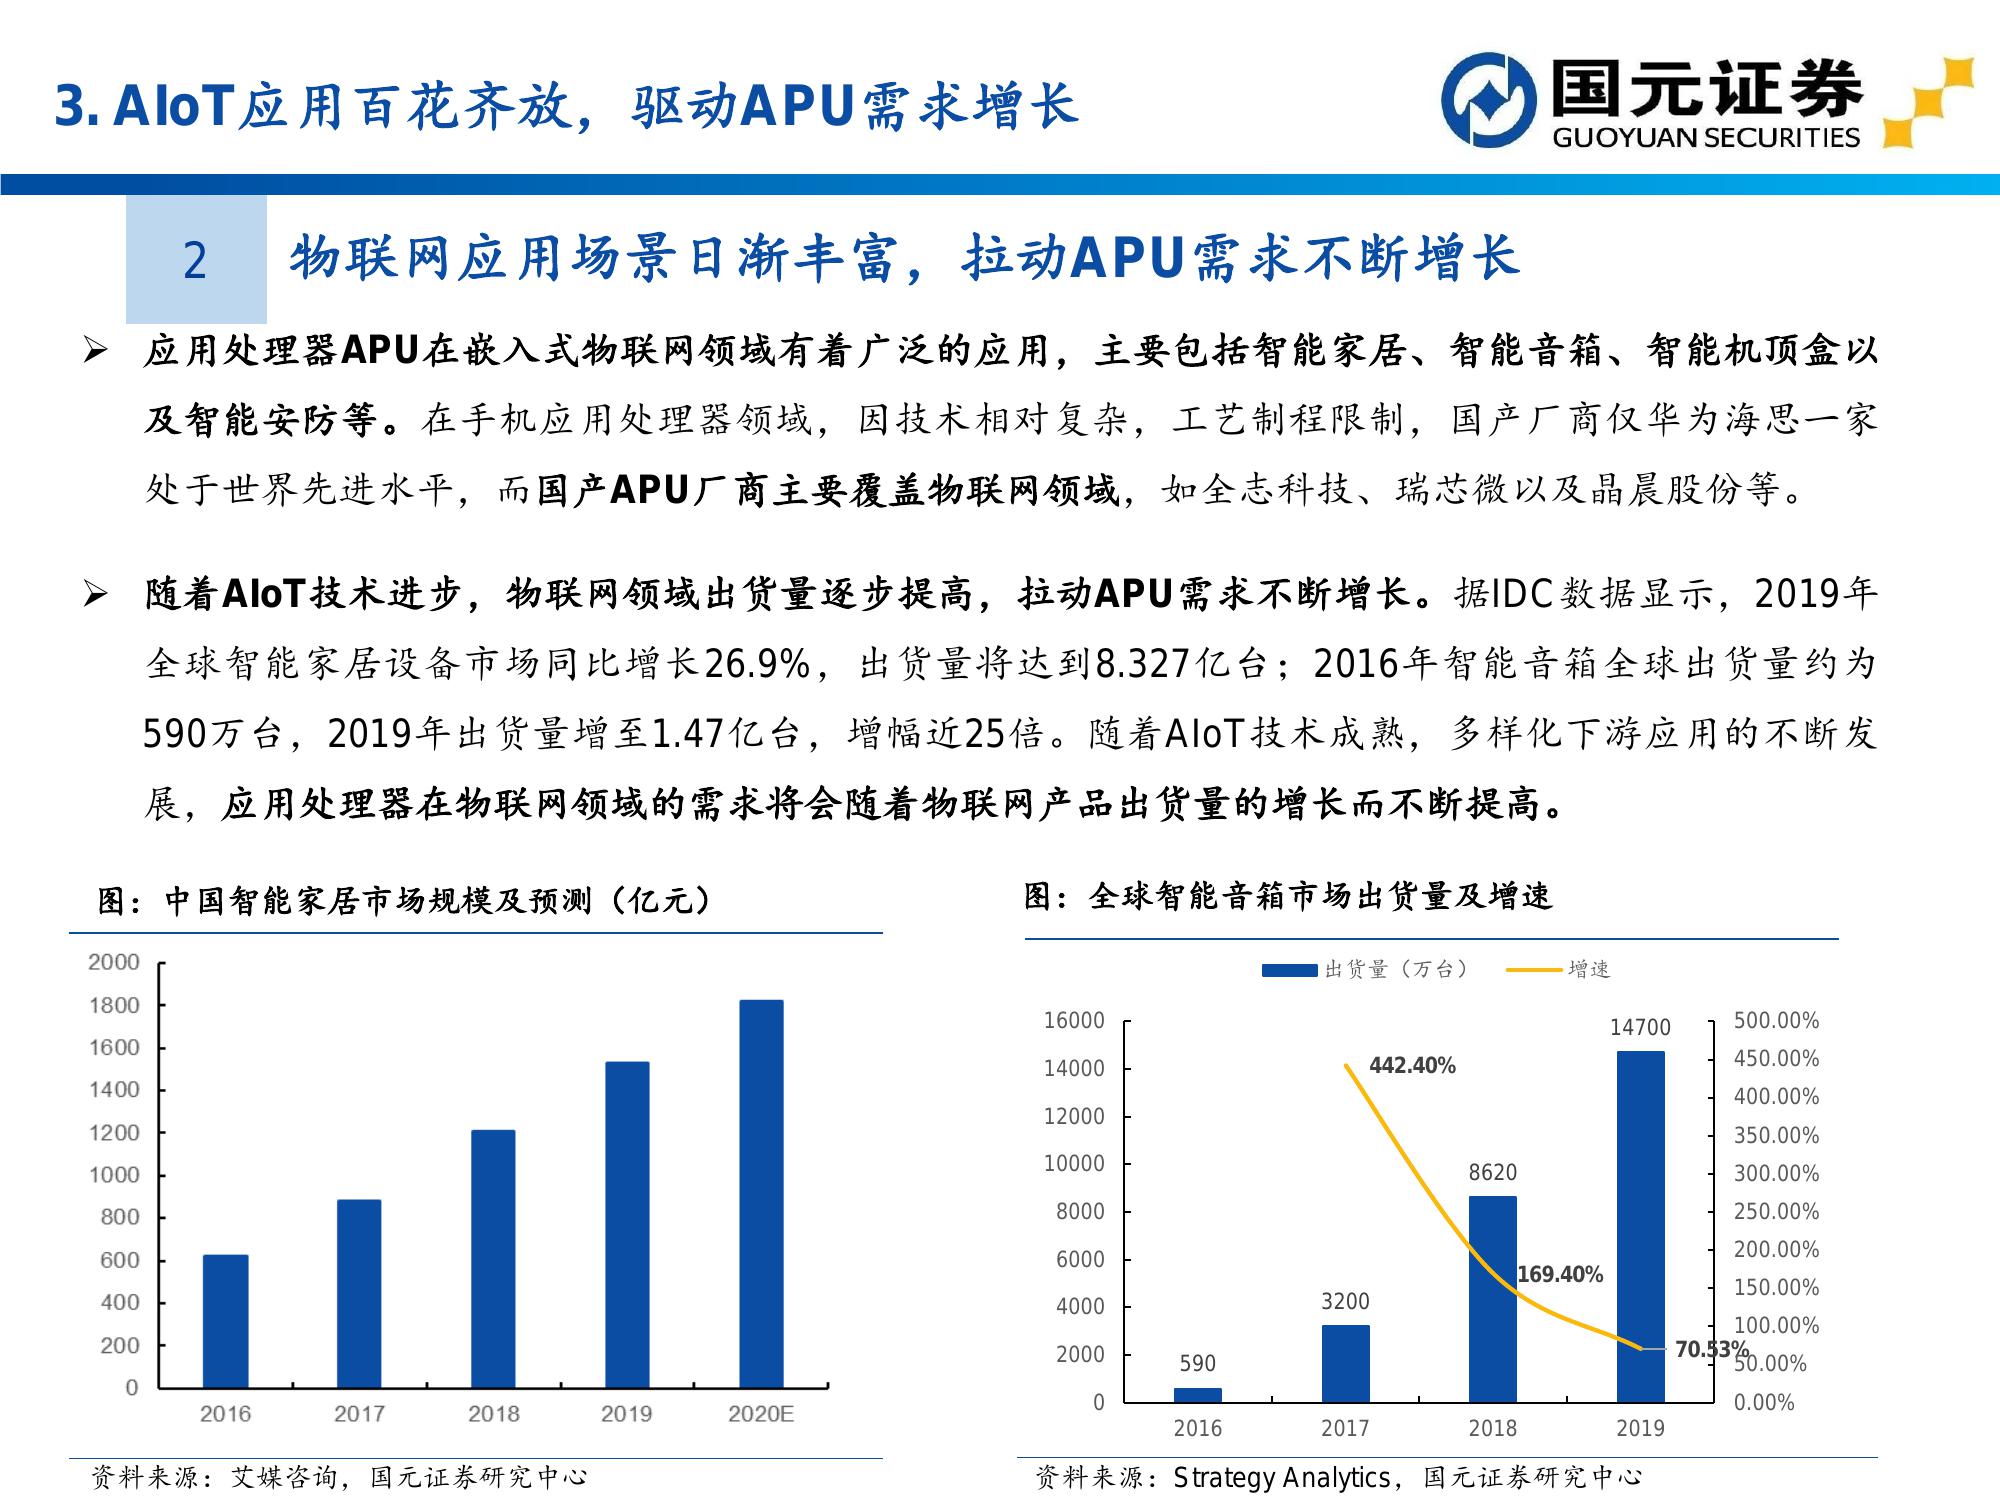 3. AIoT应用百花齐放，驱动APU需求增长
国元证券
GUOYUAN SECURITIES
2
物联网应用场景日渐丰富，拉动APU需求不断增长
➢ 应用处理器APU在嵌入式物联网领域有着广泛的应用，主要包括智能家居、智能音箱、智能机顶盒以
及智能安防等。在手机应用处理器领域，因技术相对复杂，工艺制程限制，国产厂商仅华为海思一家
处于世界先进水平，而国产APU厂商主要覆盖物联网领域，如全志科技、瑞芯微以及晶晨股份等。
➢ 随着AIoT技术进步，物联网领域出货量逐步提高，拉动APU需求不断增长。据IDC数据显示，2019年
全球智能家居设备市场同比增长26.9%，出货量将达到8.327亿台；2016年智能音箱全球出货量约为
590万台，2019年出货量增至1.47亿台，增幅近25倍。随着AIoT技术成熟，多样化下游应用的不断发
展，应用处理器在物联网领域的需求将会随着物联网产品出货量的增长而不断提高。
图：中国智能家居市场规模及预测（亿元）
2000
1800
1600
1400
1200
1000
800
600
400
200
0
2016 2017 2018 2019 2020E
资料来源：艾媒咨询，国元证券研究中心
图：全球智能音箱市场出货量及增速
出货量（万台） 增速
16000
14000
12000
10000
8000
6000
4000
2000
0
590
3200
8620
14700
442.40%
169.40%
70.53%
500.00%
450.00%
400.00%
350.00%
300.00%
250.00%
200.00%
150.00%
100.00%
50.00%
0.00%
2016 2017 2018 2019
资料来源：Strategy Analytics，国元证券研究中心